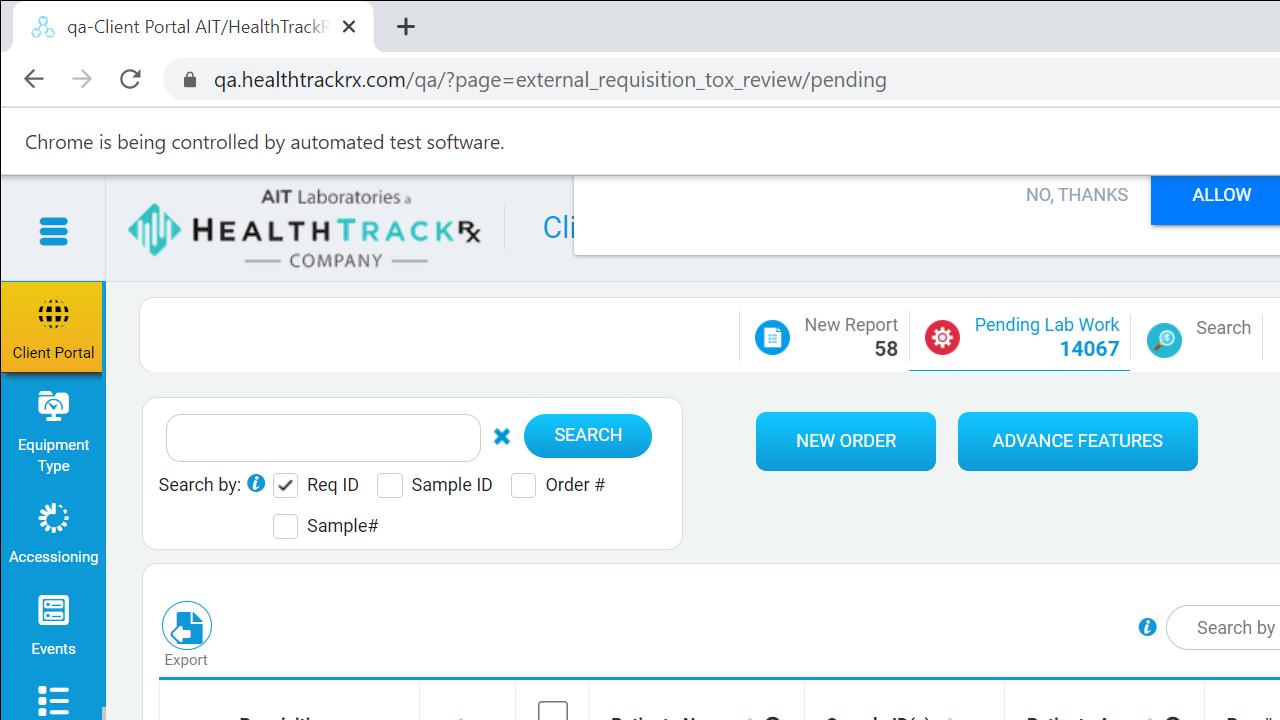 qa-Client Portal AIT/HealthTrackR
qa.healthtrackrx.com/qa/?page=external_requisition_tox_review/pending
Chrome is being controlled by automated test software.
AIT Laboratories a
HEALTHTRACKRx
COMPANY
Cli
NO, THANKS
ALLOW
Client Portal
New Report
58
Pending Lab Work
14067
Search
SEARCH
NEW ORDER
ADVANCE FEATURES
Search by:
Req ID
Sample ID
Order #
Sample#
Equipment
Type
Accessioning
Events
Export
Search by